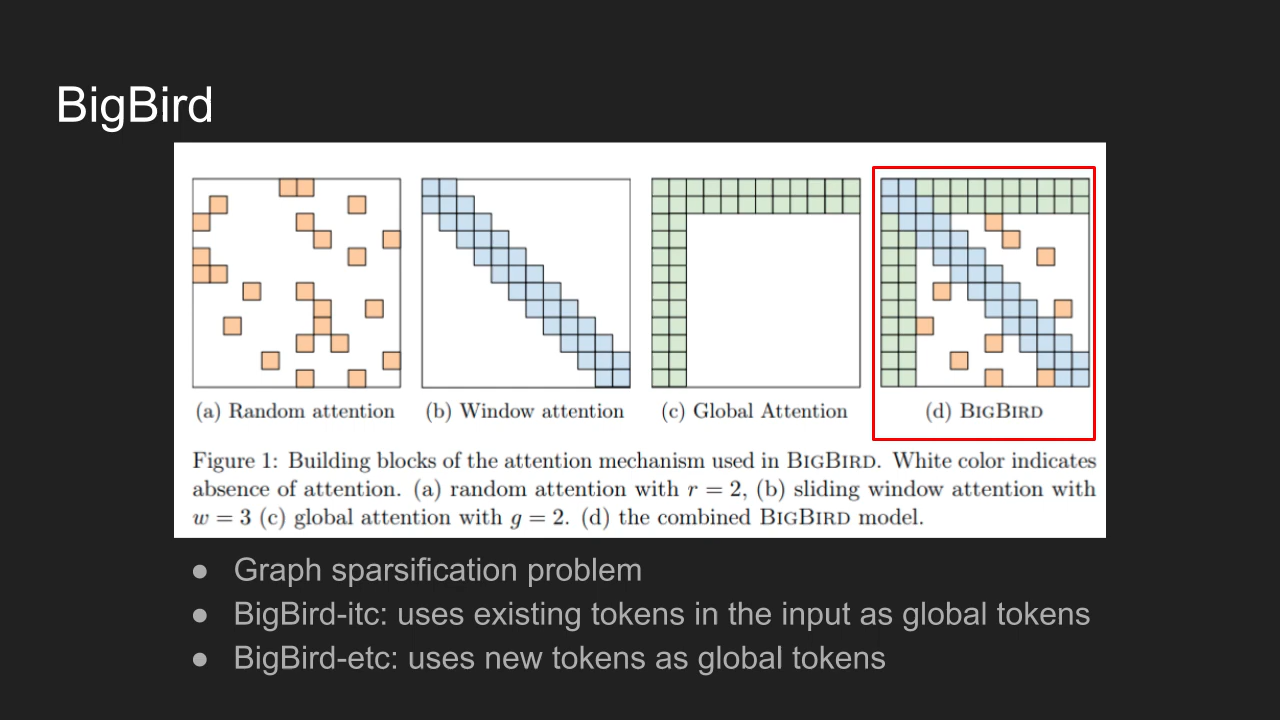 BigBird
(a) Random attention
(b) Window attention
(c) Global Attention
(d) BIGBIRD
Figure 1: Building blocks of the attention mechanism used in BIGBIRD. White color indicates
absence of attention. (a) random attention with r = 2, (b) sliding window attention with
w = 3 (c) global attention with g = 2. (d) the combined BIGBIRD model.
● Graph sparsification problem
● BigBird-itc: uses existing tokens in the input as global tokens
● BigBird-etc: uses new tokens as global tokens